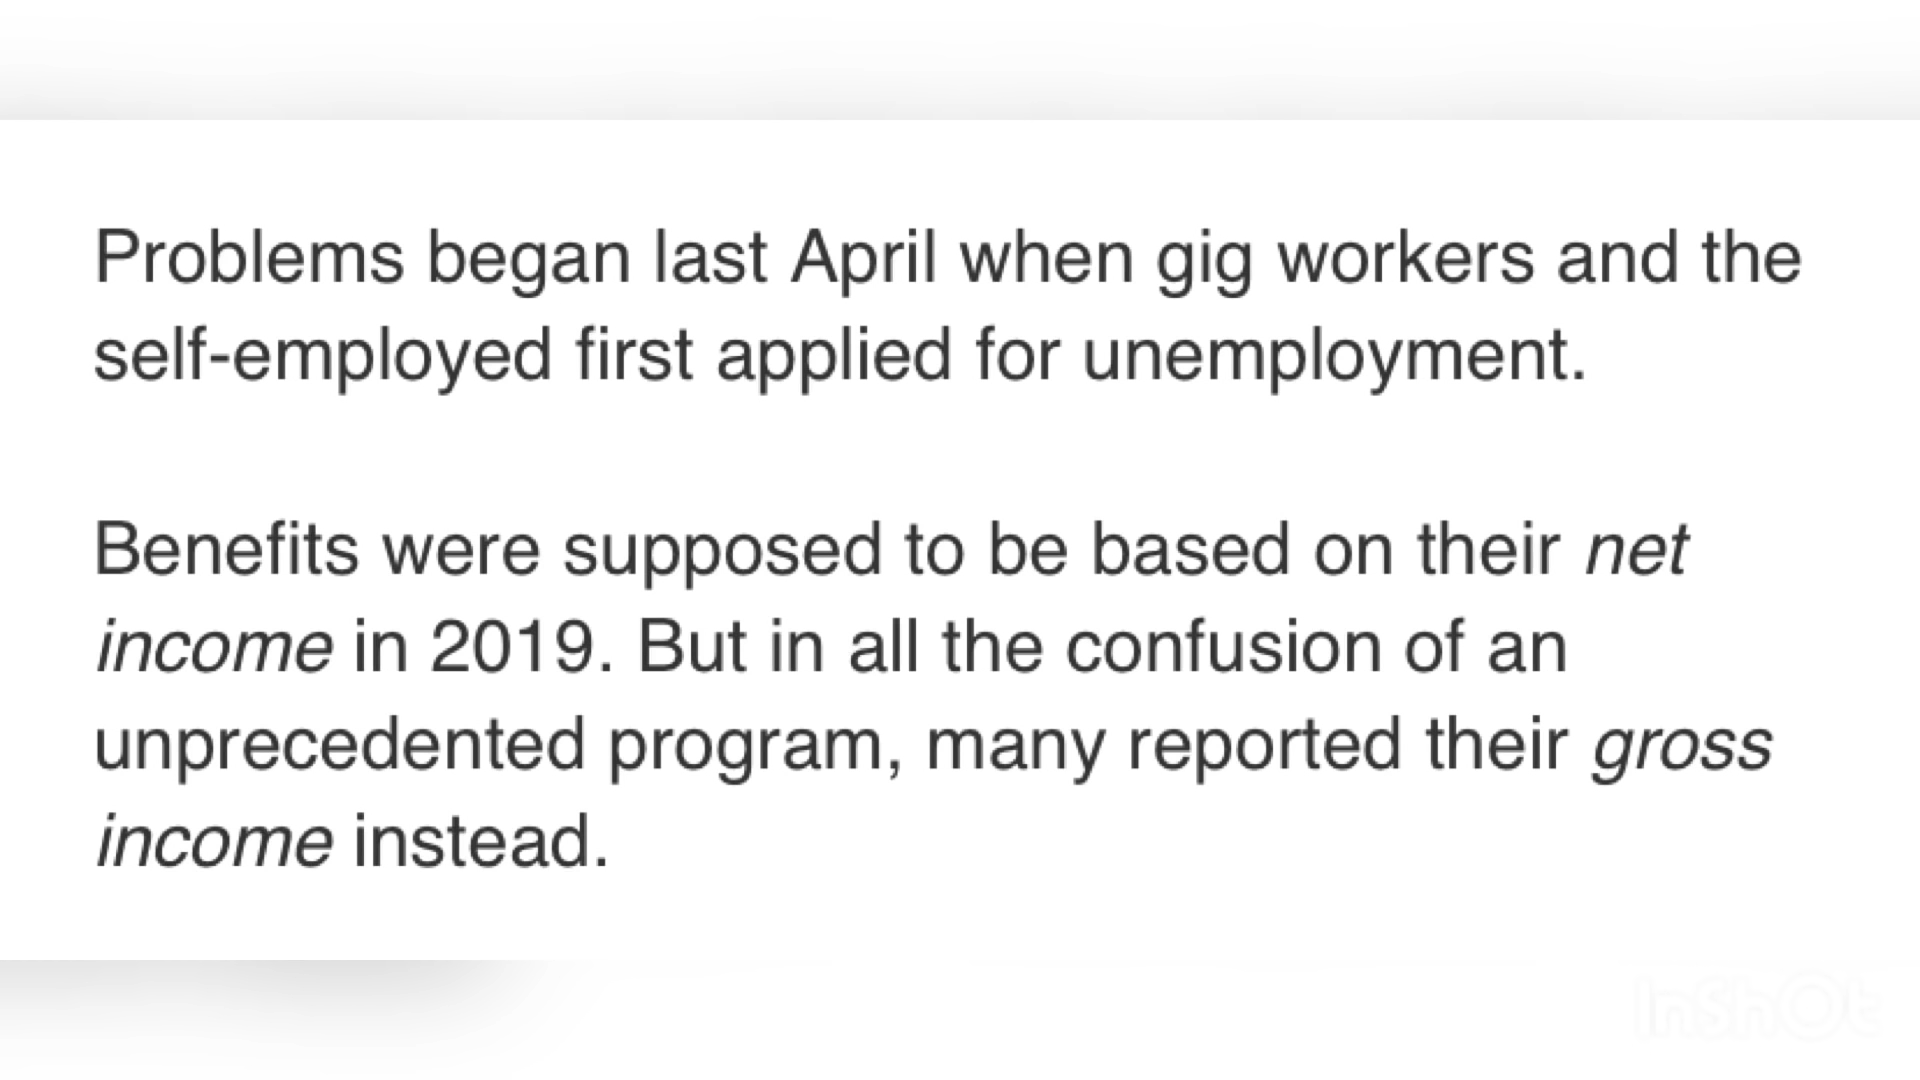 Problems began last April when gig workers and the
self-employed first applied for unemployment.
Benefits were supposed to be based on their net
income in 2019. But in all the confusion of an
unprecedented program, many reported their gross
income instead.
InShOt